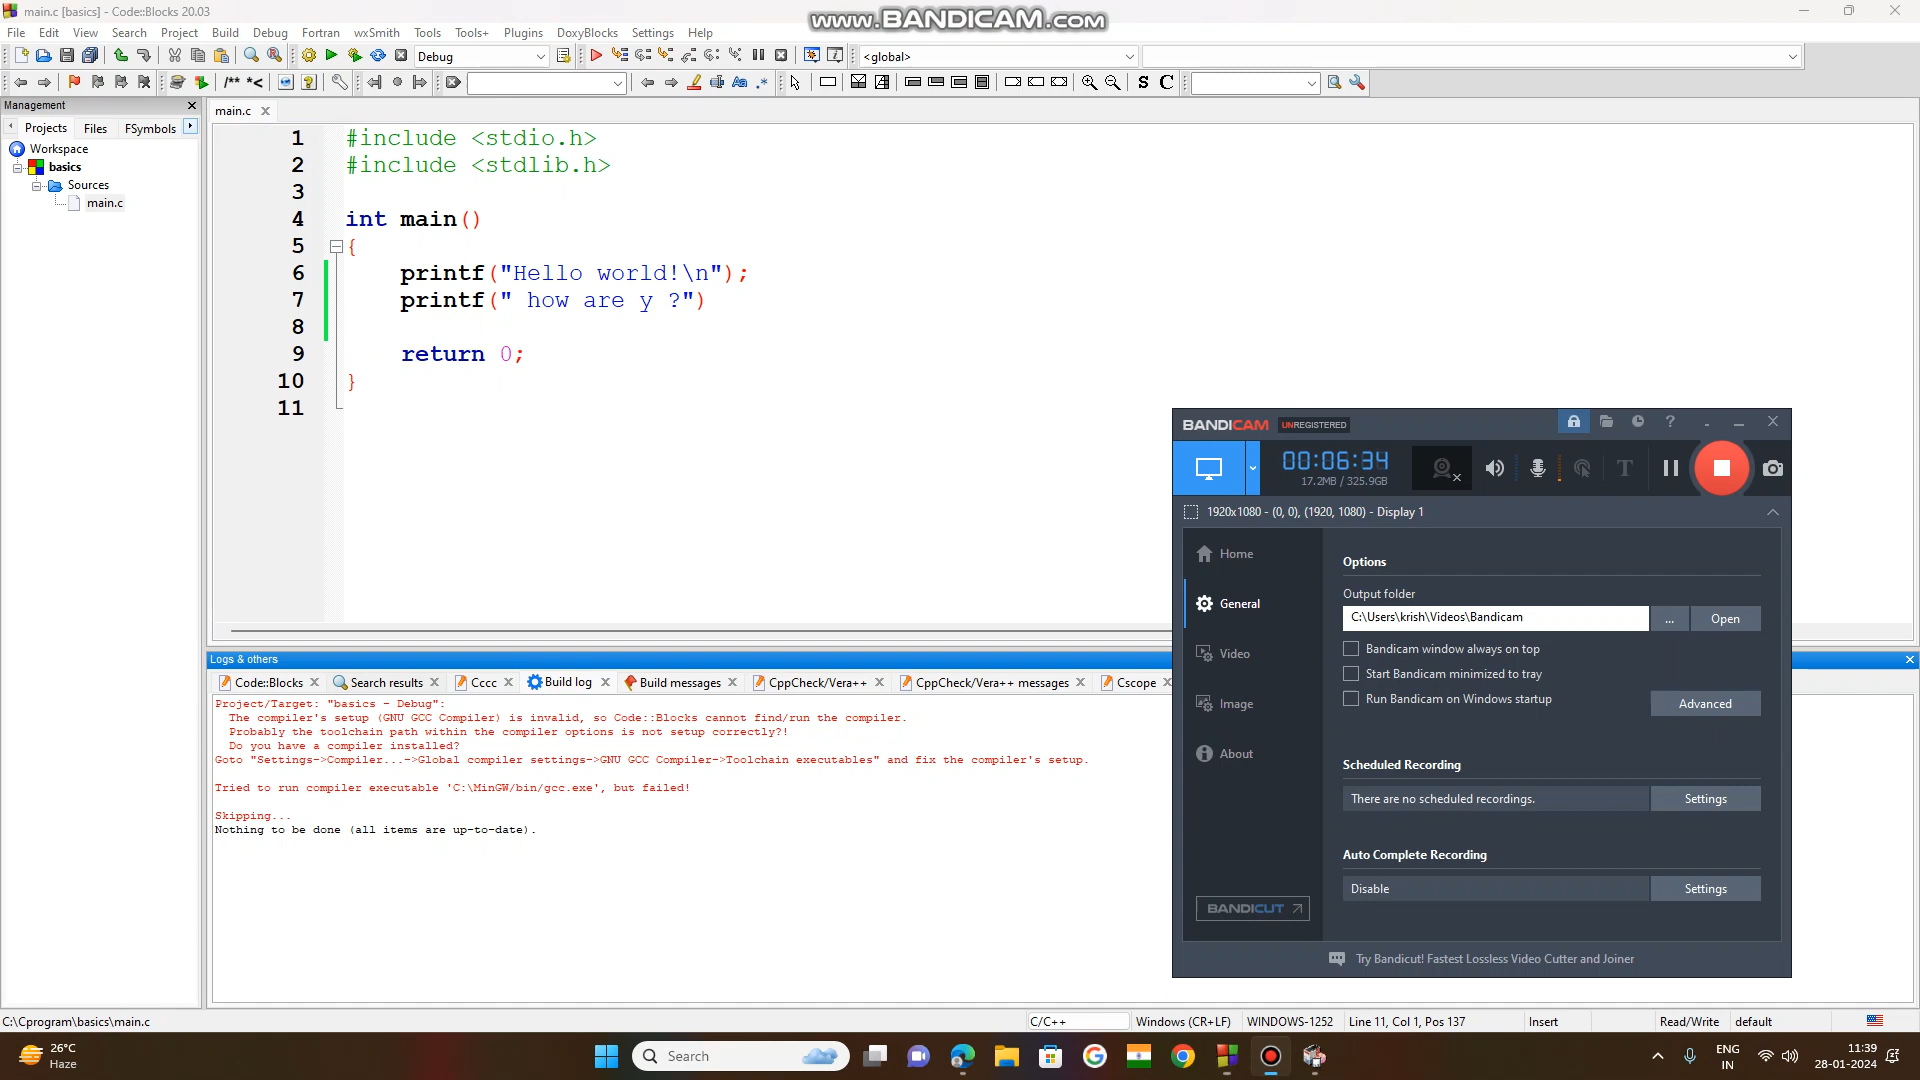 main.c [basics] - Code::Blocks 20.03
www.BANDICAM.com
File Edit View Search Project Build Debug Fortran wxSmith Tools Tools+ Plugins DoxyBlocks Settings Help
Debug
<global>
/** *<
Aa .*
S C
Management
Projects Files FSymbols
Workspace
basics
Sources
main.c
main.c
1 #include <stdio.h>
2 #include <stdlib.h>
3
4 int main()
5 {
6 printf("Hello world!\n");
7 printf(" how are y ?")
8
9 return 0;
10 }
11
Logs & others
Code::Blocks Search results Cccc Build log Build messages CppCheck/Vera++ CppCheck/Vera++ messages Cscope
Project/Target: "basics - Debug":
The compiler's setup (GNU GCC Compiler) is invalid, so Code::Blocks cannot find/run the compiler.
Probably the toolchain path within the compiler options is not setup correctly?!
Do you have a compiler installed?
Goto "Settings->Compiler...->Global compiler settings->GNU GCC Compiler->Toolchain executables" and fix the compiler's setup.
Tried to run compiler executable 'C:\MinGW/bin/gcc.exe', but failed!
Skipping...
Nothing to be done (all items are up-to-date).
BANDICAM UNREGISTERED
00:06:34
17.2MB / 325.9GB
T
1920x1080 - (0, 0), (1920, 1080) - Display 1
Home
General
Video
Image
About
BANDICUT
Options
Output folder
C:\Users\krish\Videos\Bandicam
... Open
Bandicam window always on top
Start Bandicam minimized to tray
Run Bandicam on Windows startup
Advanced
Scheduled Recording
There are no scheduled recordings. Settings
Auto Complete Recording
Disable Settings
Try Bandicut! Fastest Lossless Video Cutter and Joiner
C:\Cprogram\basics\main.c C/C++ Windows (CR+LF) WINDOWS-1252 Line 11, Col 1, Pos 137 Insert Read/Write default
26°C
Haze
Search
ENG
IN
11:39
28-01-2024